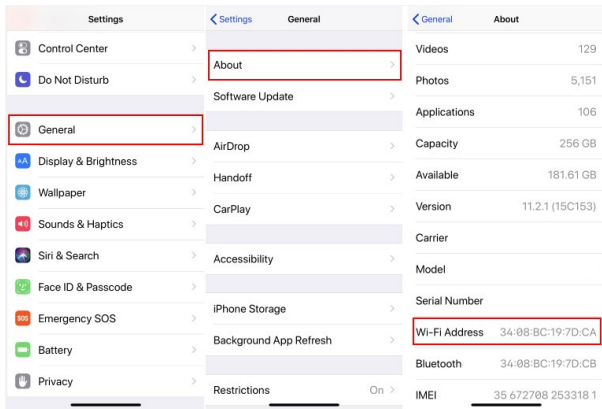 Settings
Control Center
Do Not Disturb
General
AA Display & Brightness
Wallpaper
Sounds & Haptics
Siri & Search
Face ID & Passcode
SOS Emergency SOS
Battery
Privacy
Settings General
About
Software Update
AirDrop
Handoff
CarPlay
Accessibility
iPhone Storage
Background App Refresh
Restrictions On
General About
Videos 129
Photos 5,151
Applications 106
Capacity 256 GB
Available 181.61 GB
Version 11.2.1 (15C153)
Carrier
Model
Serial Number
Wi-Fi Address 34:08:BC:19:7D:CA
Bluetooth 34:08:BC:19:7D:CB
IMEI 35 672708 253318 1